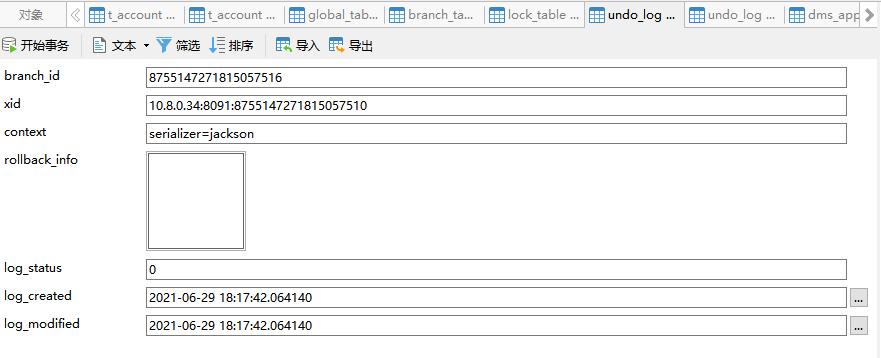 对象 t_account ... t_account ... global_tab... branch_ta... lock_table ... undo_log ... undo_log ... dms_app
开始事务 文本 筛选 排序 导入 导出
branch_id 8755147271815057516
xid 10.8.0.34:8091:8755147271815057510
context serializer=jackson
rollback_info
log_status 0
log_created 2021-06-29 18:17:42.064140 ...
log_modified 2021-06-29 18:17:42.064140 ...